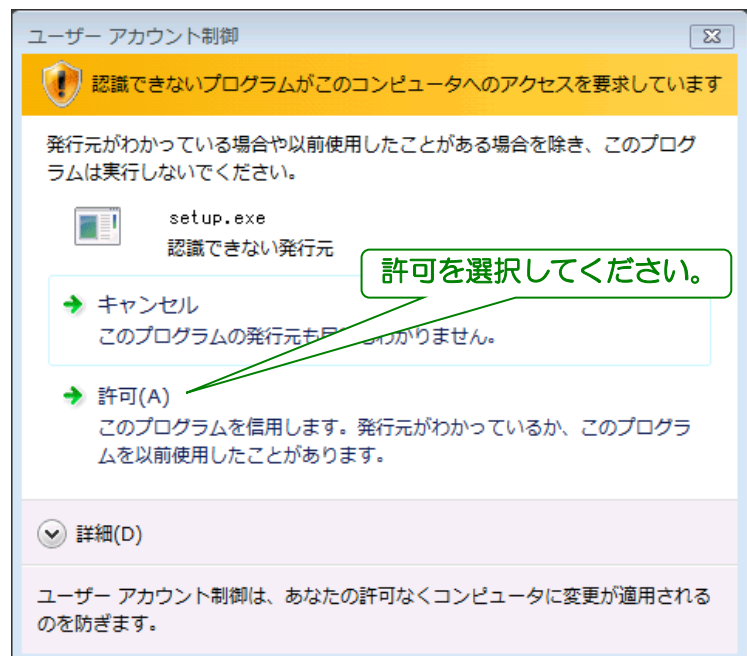 ユーザー アカウント制御
認識できないプログラムがこのコンピュータへのアクセスを要求しています
発行元がわかっている場合や以前使用したことがある場合を除き、このプログ
ラムは実行しないでください。
setup.exe
認識できない発行元
許可を選択してください。
キャンセル
このプログラムの発行元も わかりません。
許可(A)
このプログラムを信用します。発行元がわかっているか、このプログラ
ムを以前使用したことがあります。
詳細(D)
ユーザー アカウント制御は、あなたの許可なくコンピュータに変更が適用される
のを防ぎます。